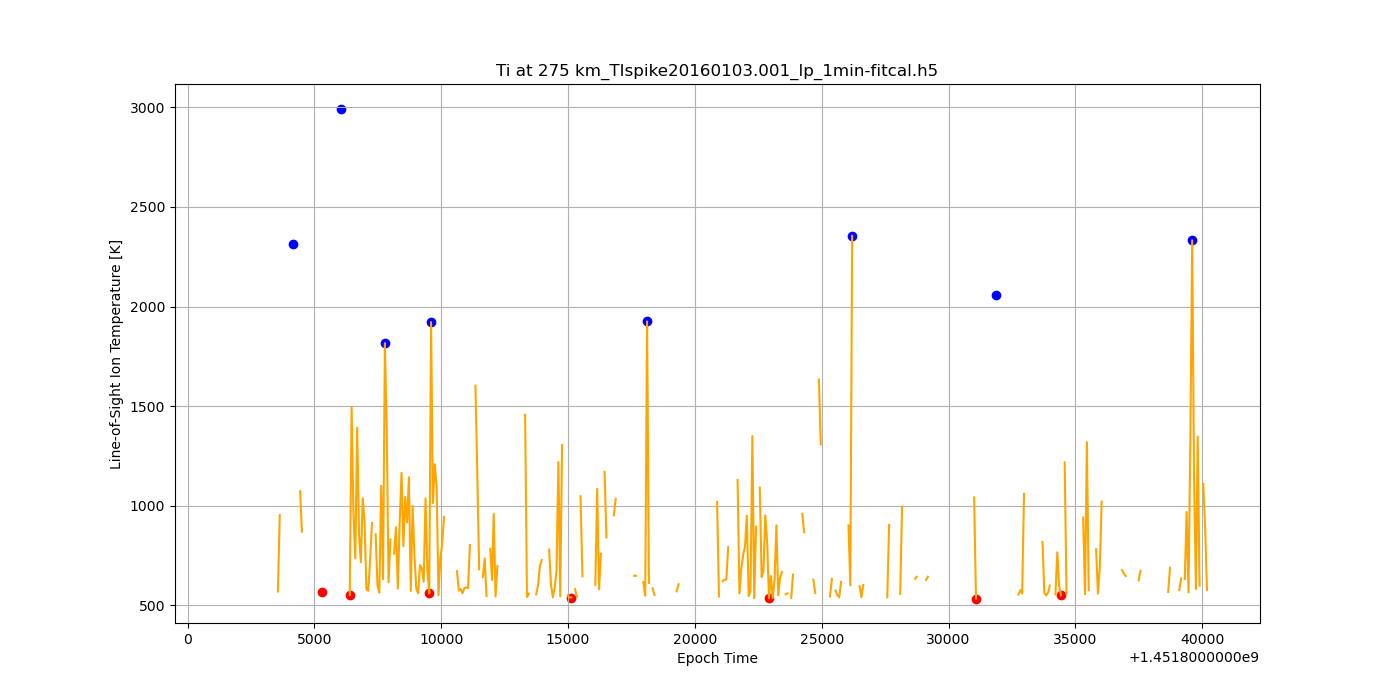 Ti at 275 km_TIspike20160103.001_lp_1min-fitcal.h5
Line-of-Sight Ion Temperature [K]
3000
2500
2000
1500
1000
500
0 5000 10000 15000 20000 25000 30000 35000 40000
Epoch Time
+1.4518000000e9